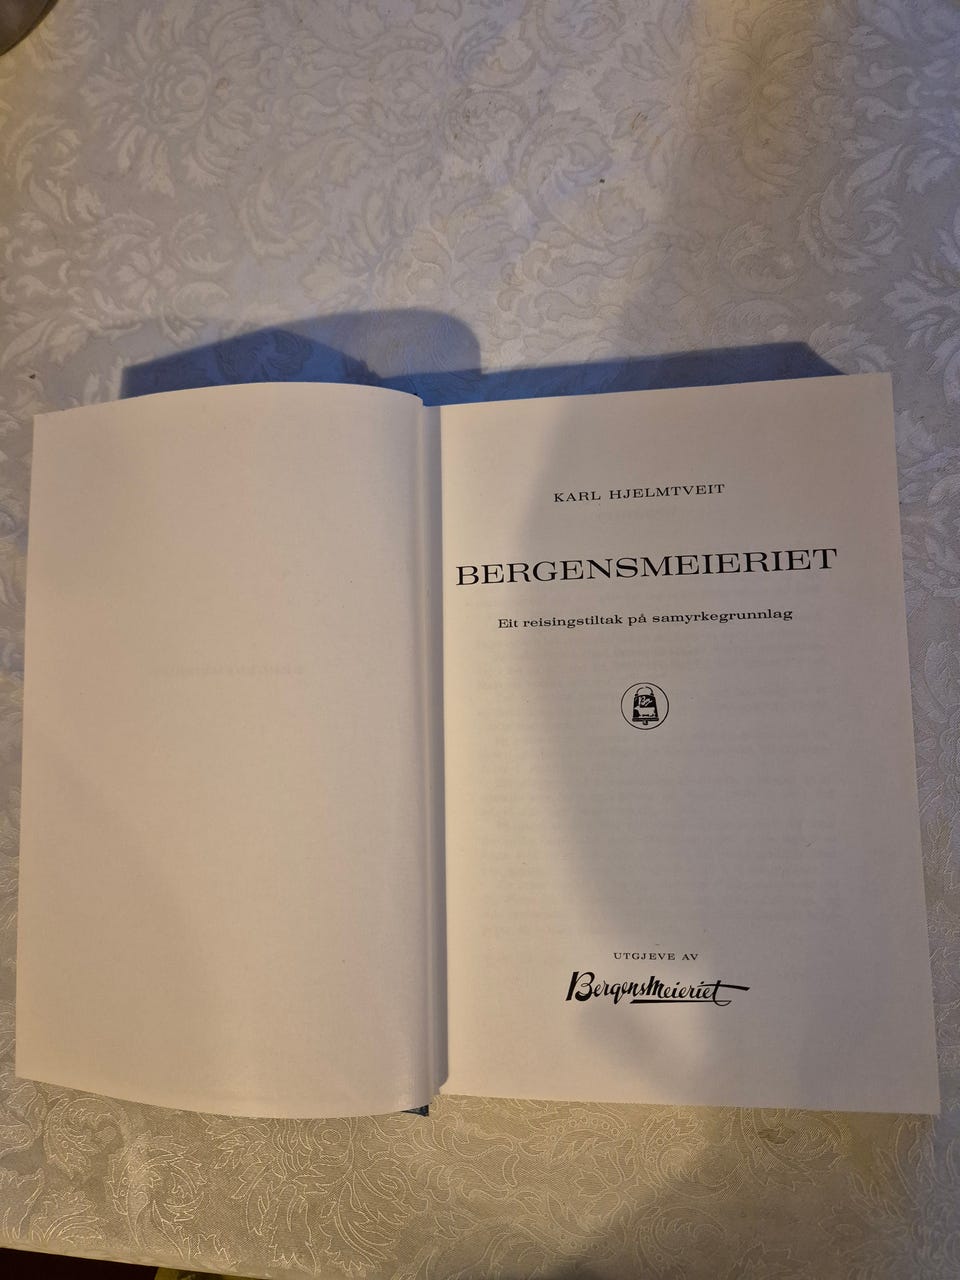 KARL HJELMTVEIT
BERGENSMEIERIET
Eit reisingstiltak på samyrkegrunnlag
UTGJEVE AV
BergensMeieriet